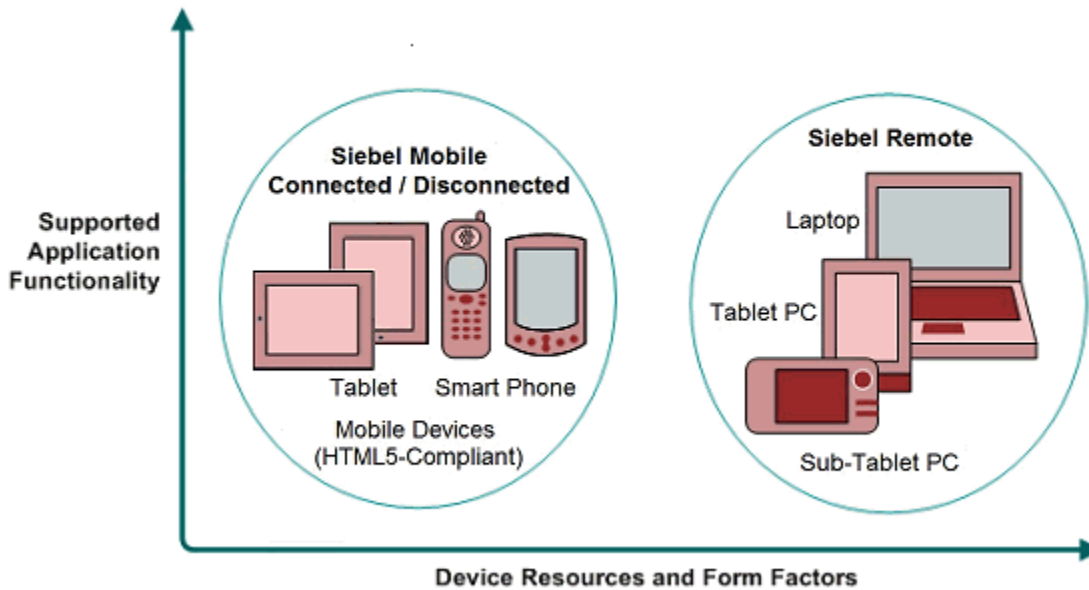 Supported
Application
Functionality
Siebel Mobile
Connected / Disconnected
Tablet
Smart Phone
Mobile Devices
(HTML5-Compliant)
Siebel Remote
Laptop
Tablet PC
Sub-Tablet PC
Device Resources and Form Factors